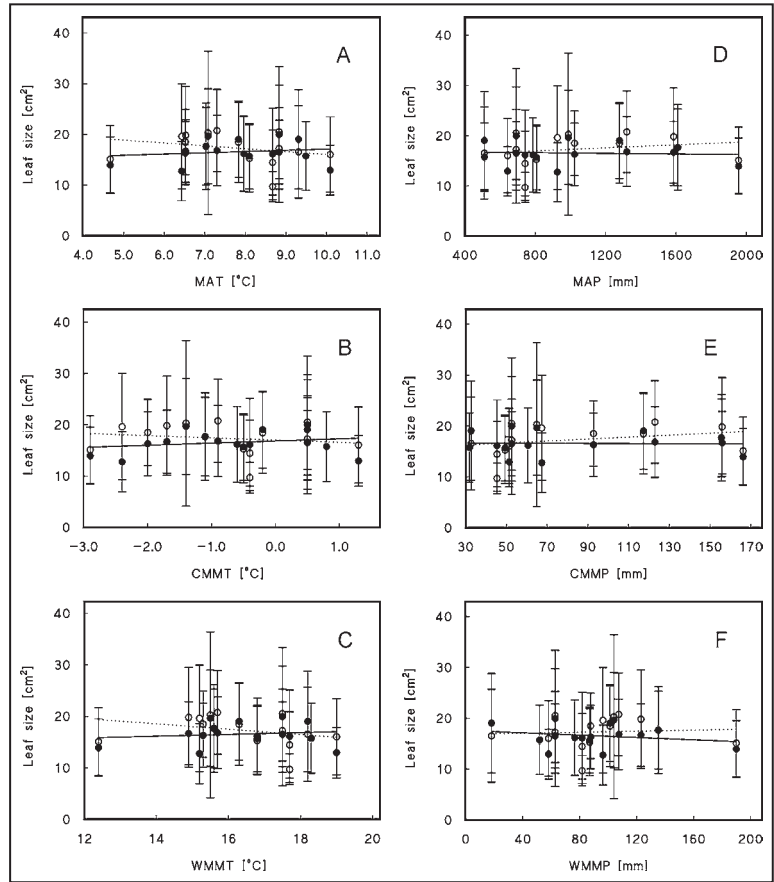 A
Leaf size [cm²]
40
30
20
10
0
4.0 5.0 6.0 7.0 8.0 9.0 10.0 11.0
MAT [°C]
D
Leaf size [cm²]
40
30
20
10
0
400 800 1200 1600 2000
MAP [mm]
B
Leaf size [cm²]
40
30
20
10
0
−3.0 −2.0 −1.0 0.0 1.0
CMMT [°C]
E
Leaf size [cm²]
40
30
20
10
0
30 50 70 90 110 130 150 170
CMMP [mm]
C
Leaf size [cm²]
40
30
20
10
0
12 14 16 18 20
WMMT [°C]
F
Leaf size [cm²]
40
30
20
10
0
0 40 80 120 160 200
WMMP [mm]